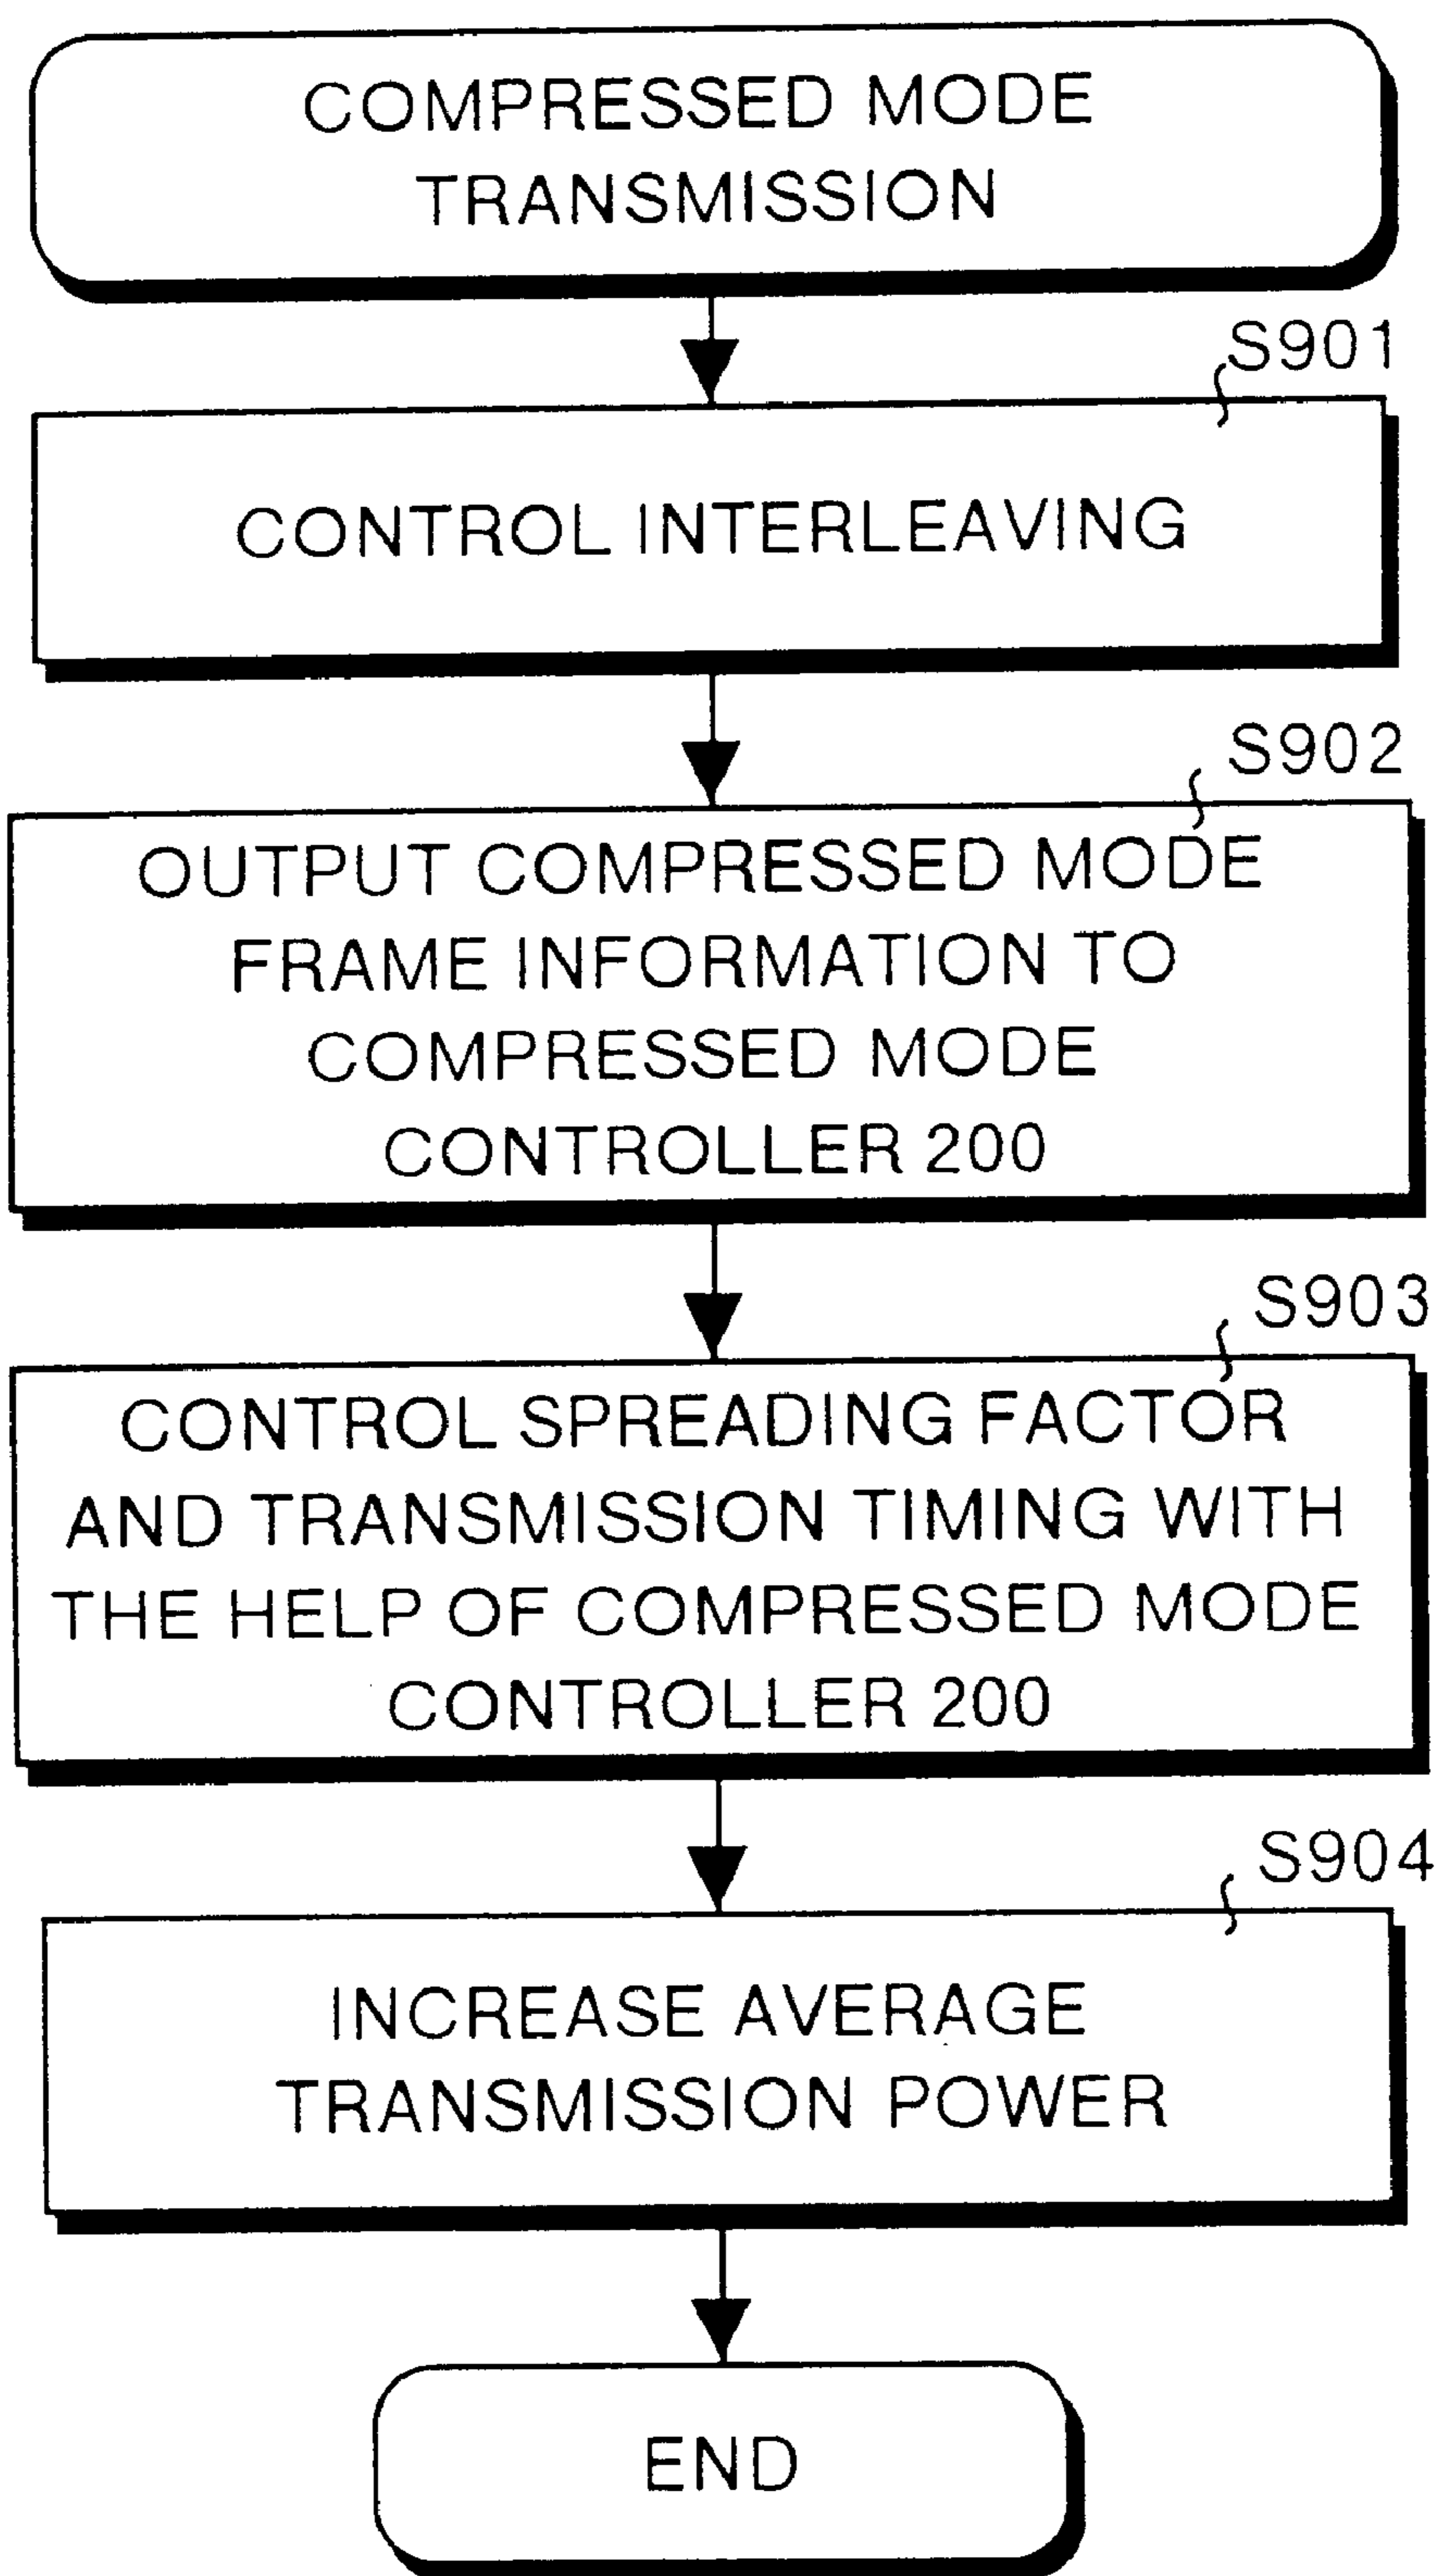 COMPRESSED MODE
TRANSMISSION
S901
CONTROL INTERLEAVING
S902
OUTPUT COMPRESSED MODE
FRAME INFORMATION TO
COMPRESSED MODE
CONTROLLER 200
S903
CONTROL SPREADING FACTOR
AND TRANSMISSION TIMING WITH
THE HELP OF COMPRESSED MODE
CONTROLLER 200
S904
INCREASE AVERAGE
TRANSMISSION POWER
END